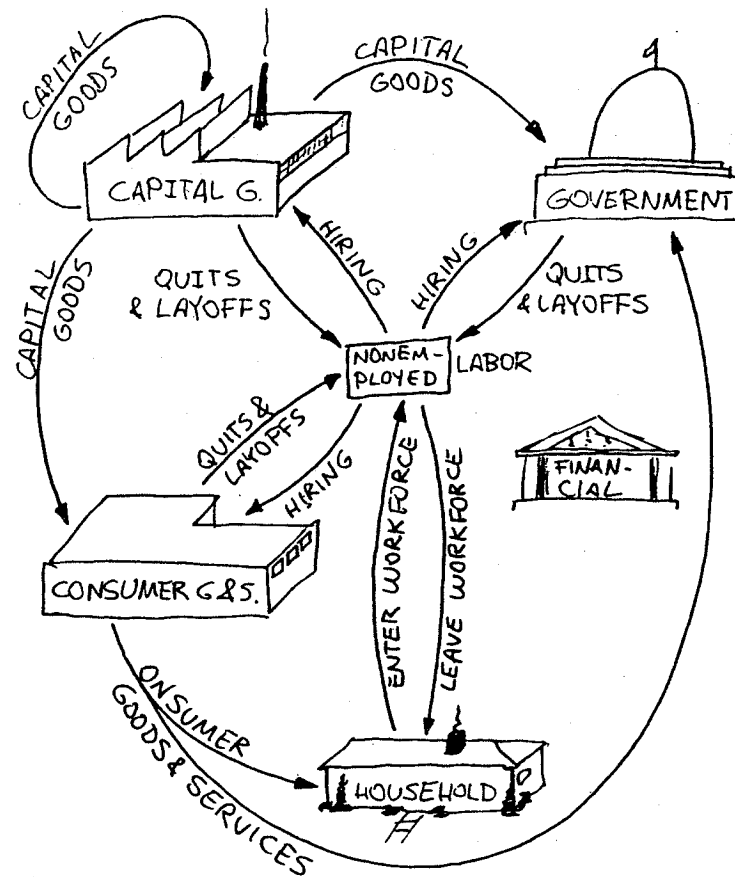 CAPITAL
GOODS
CAPITAL
GOODS
CAPITAL G.
GOVERNMENT
HIRING
HIRING
QUITS
& LAYOFFS
QUITS
& LAYOFFS
CAPITAL
GOODS
NONEM-
PLOYED
LABOR
QUITS &
LAYOFFS
HIRING
FINAN-
CIAL
ENTER WORKFORCE
LEAVE WORKFORCE
CONSUMER G & S.
ONSUMER
GOODS & SERVICES
HOUSEHOLD